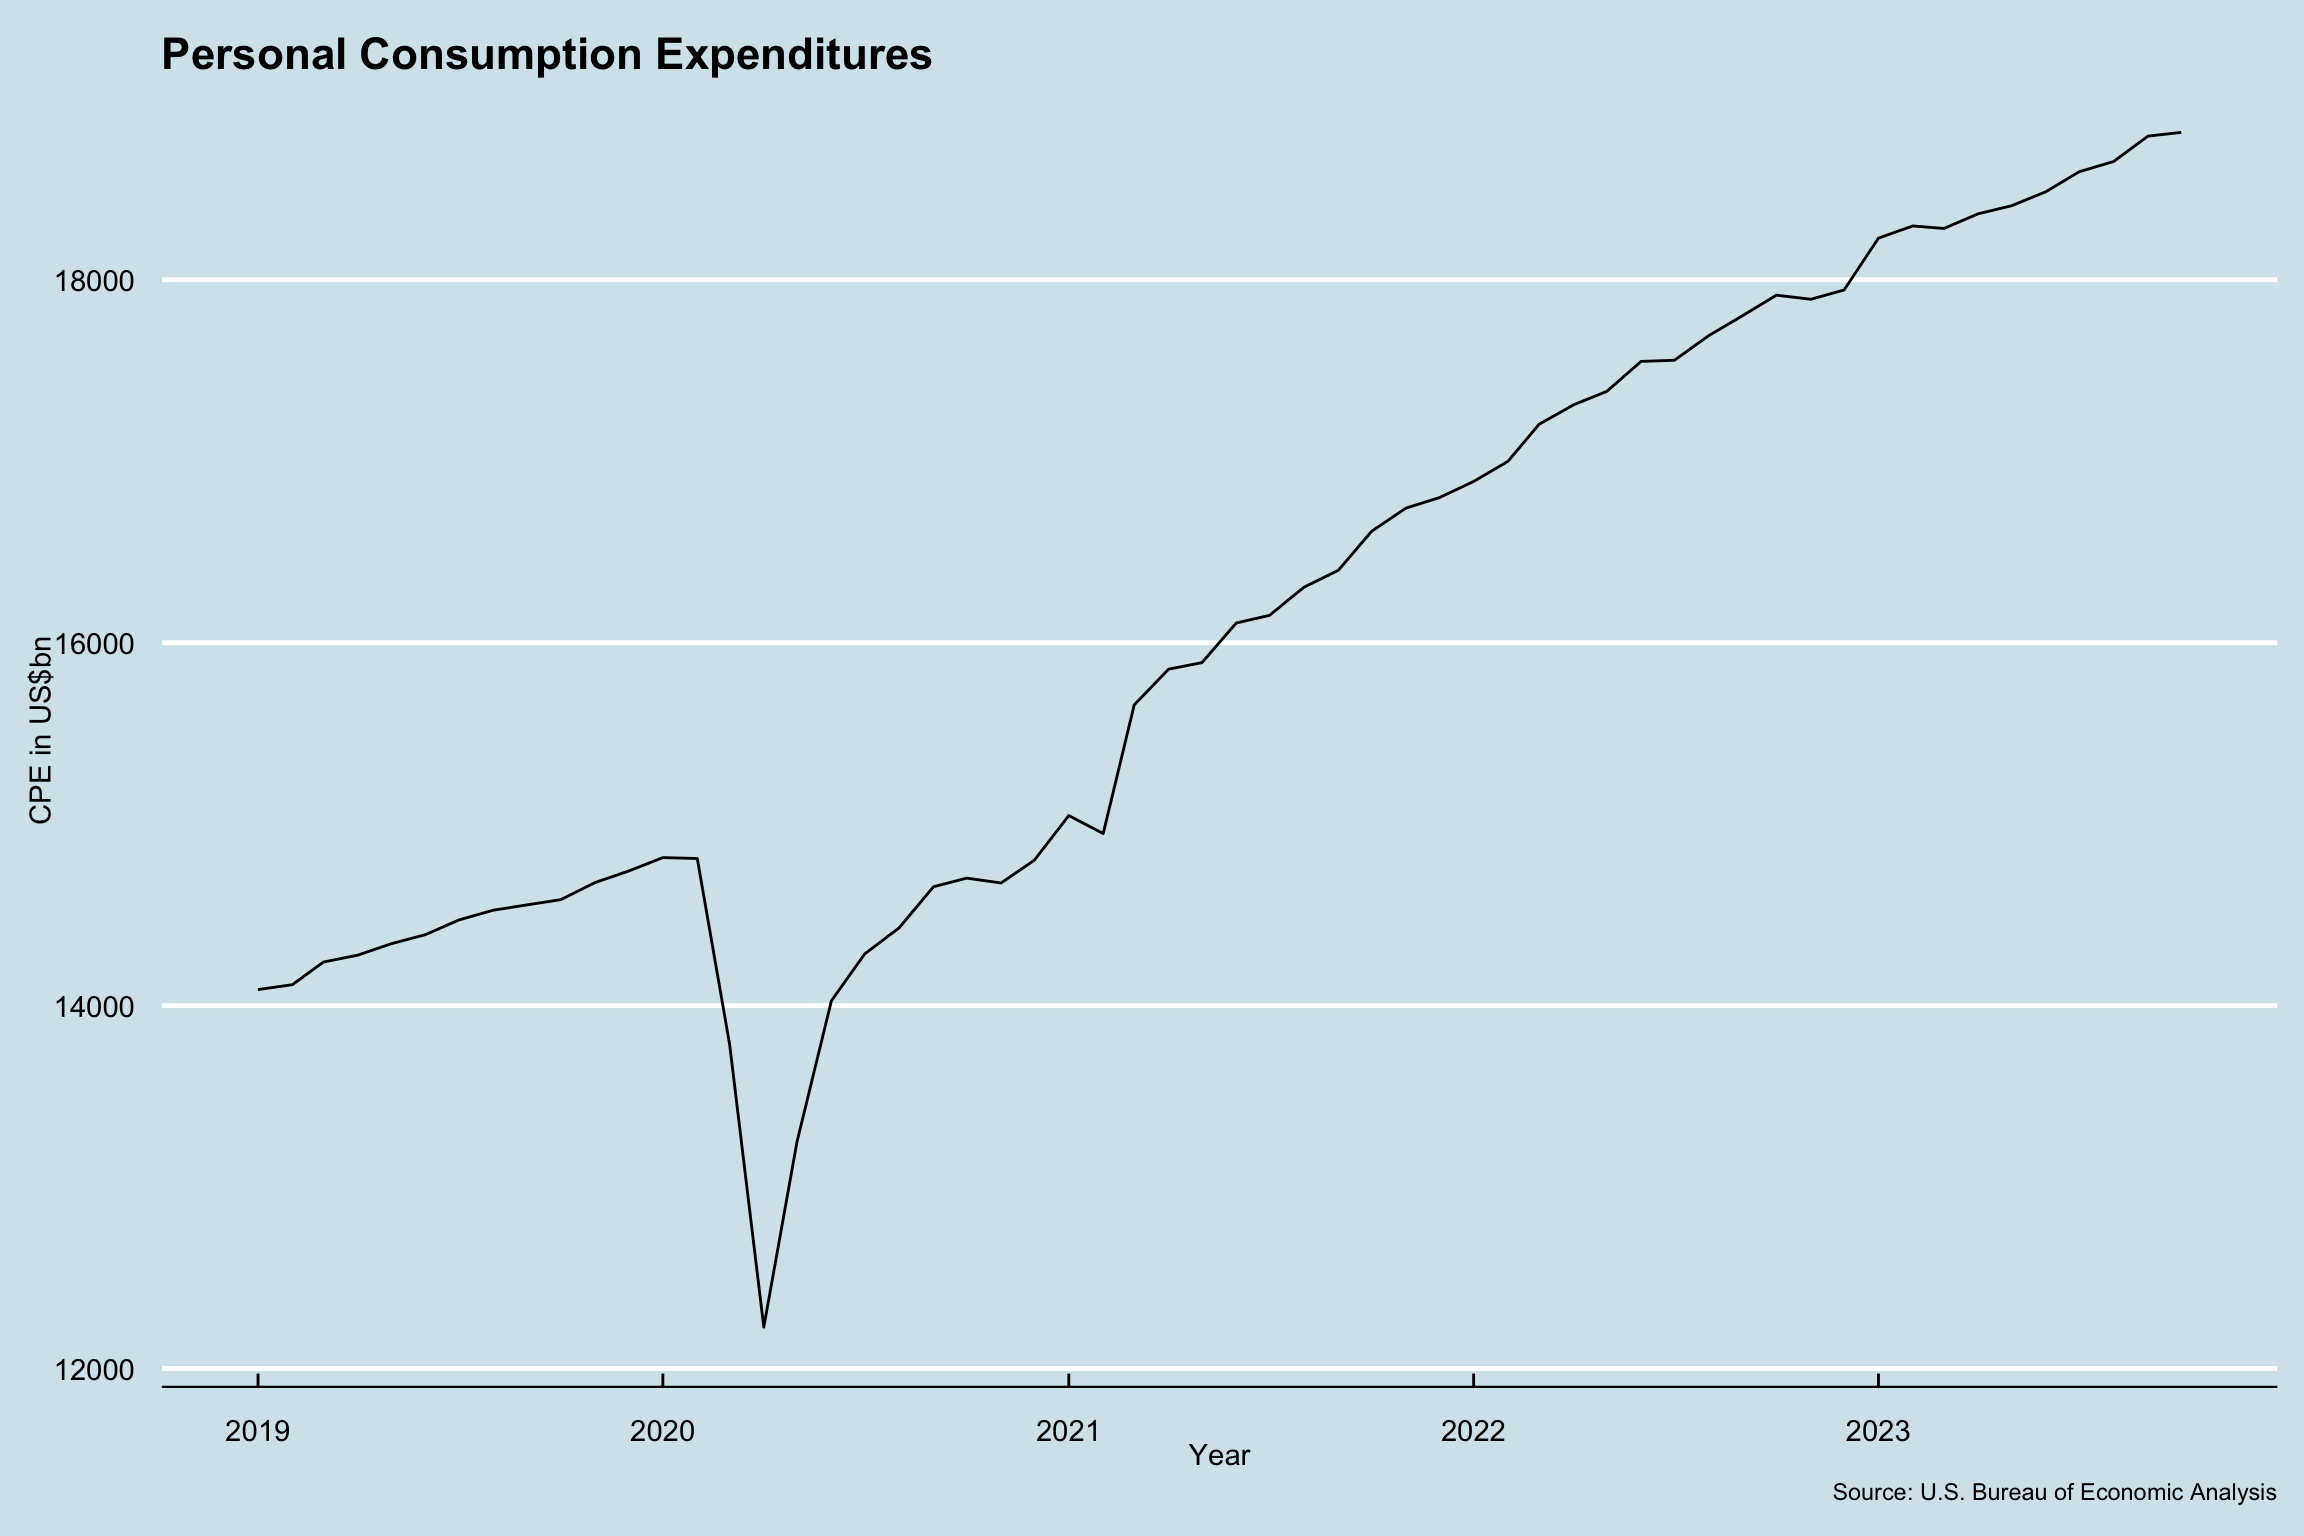 Personal Consumption Expenditures
CPE in US$bn
18000
16000
14000
12000
2019 2020 2021 2022 2023
Year
Source: U.S. Bureau of Economic Analysis